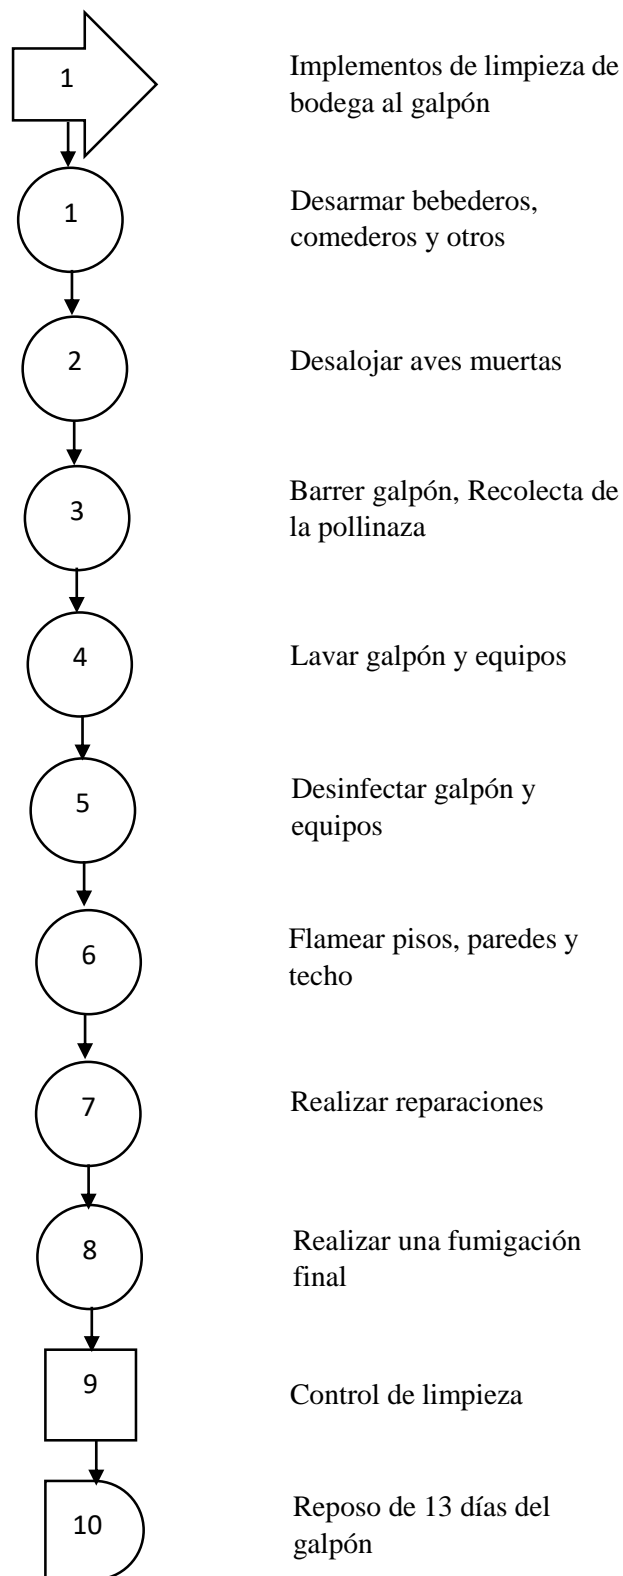 1
Implementos de limpieza de
bodega al galpón
1
Desarmar bebederos,
comederos y otros
2
Desalojar aves muertas
3
Barrer galpón, Recolecta de
la pollinaza
4
Lavar galpón y equipos
5
Desinfectar galpón y
equipos
6
Flamear pisos, paredes y
techo
7
Realizar reparaciones
8
Realizar una fumigación
final
9
Control de limpieza
10
Reposo de 13 días del
galpón